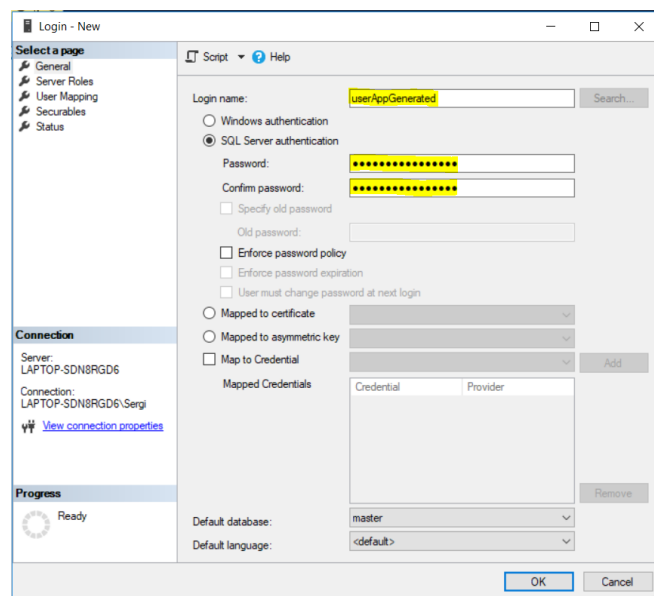 Login - New
Select a page
General
Server Roles
User Mapping
Securables
Status
Script
Help
Login name:
userAppGenerated
Search...
Windows authentication
SQL Server authentication
Password:
●●●●●●●●●●●●●●●
Confirm password:
●●●●●●●●●●●●●●●
Specify old password
Old password:
Enforce password policy
Enforce password expiration
User must change password at next login
Mapped to certificate
Mapped to asymmetric key
Map to Credential
Add
Mapped Credentials
Credential Provider
Remove
Default database:
master
Default language:
<default>
Connection
Server:
LAPTOP-SDN8RGD6
Connection:
LAPTOP-SDN8RGD6\Sergi
View connection properties
Progress
Ready
OK
Cancel